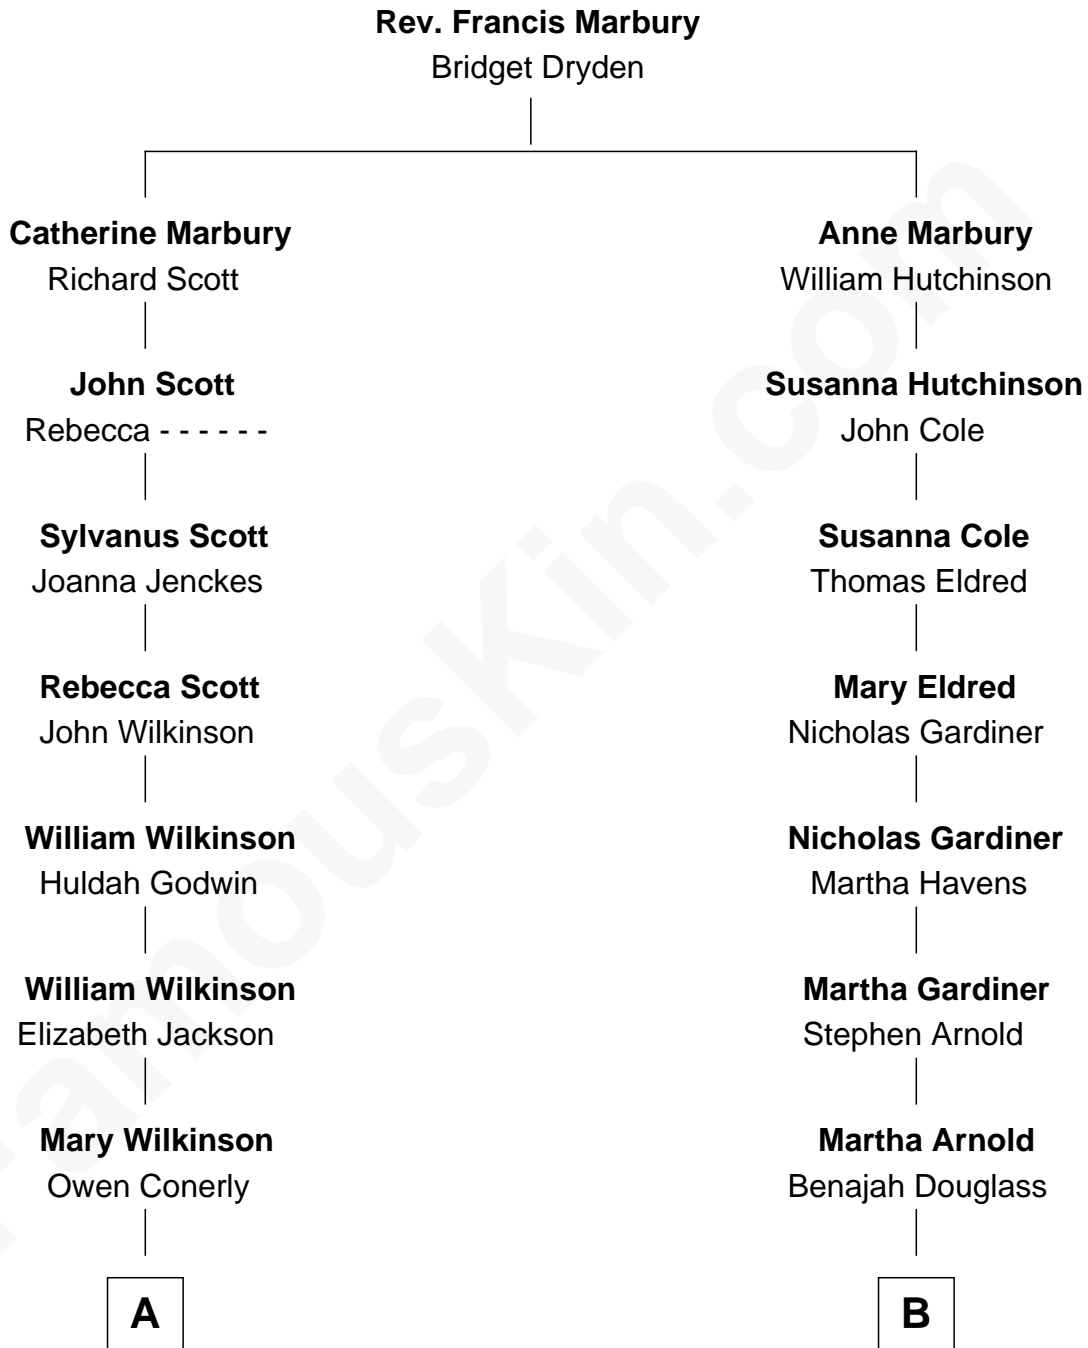 Rev. Francis Marbury
Bridget Dryden
Catherine Marbury
Richard Scott
Anne Marbury
William Hutchinson
John Scott
Rebecca - - - - - -
Susanna Hutchinson
John Cole
Sylvanus Scott
Joanna Jenckes
Susanna Cole
Thomas Eldred
Rebecca Scott
John Wilkinson
Mary Eldred
Nicholas Gardiner
William Wilkinson
Huldah Godwin
Nicholas Gardiner
Martha Havens
William Wilkinson
Elizabeth Jackson
Martha Gardiner
Stephen Arnold
Mary Wilkinson
Owen Conerly
Martha Arnold
Benajah Douglass
A
B
FamousKin.com